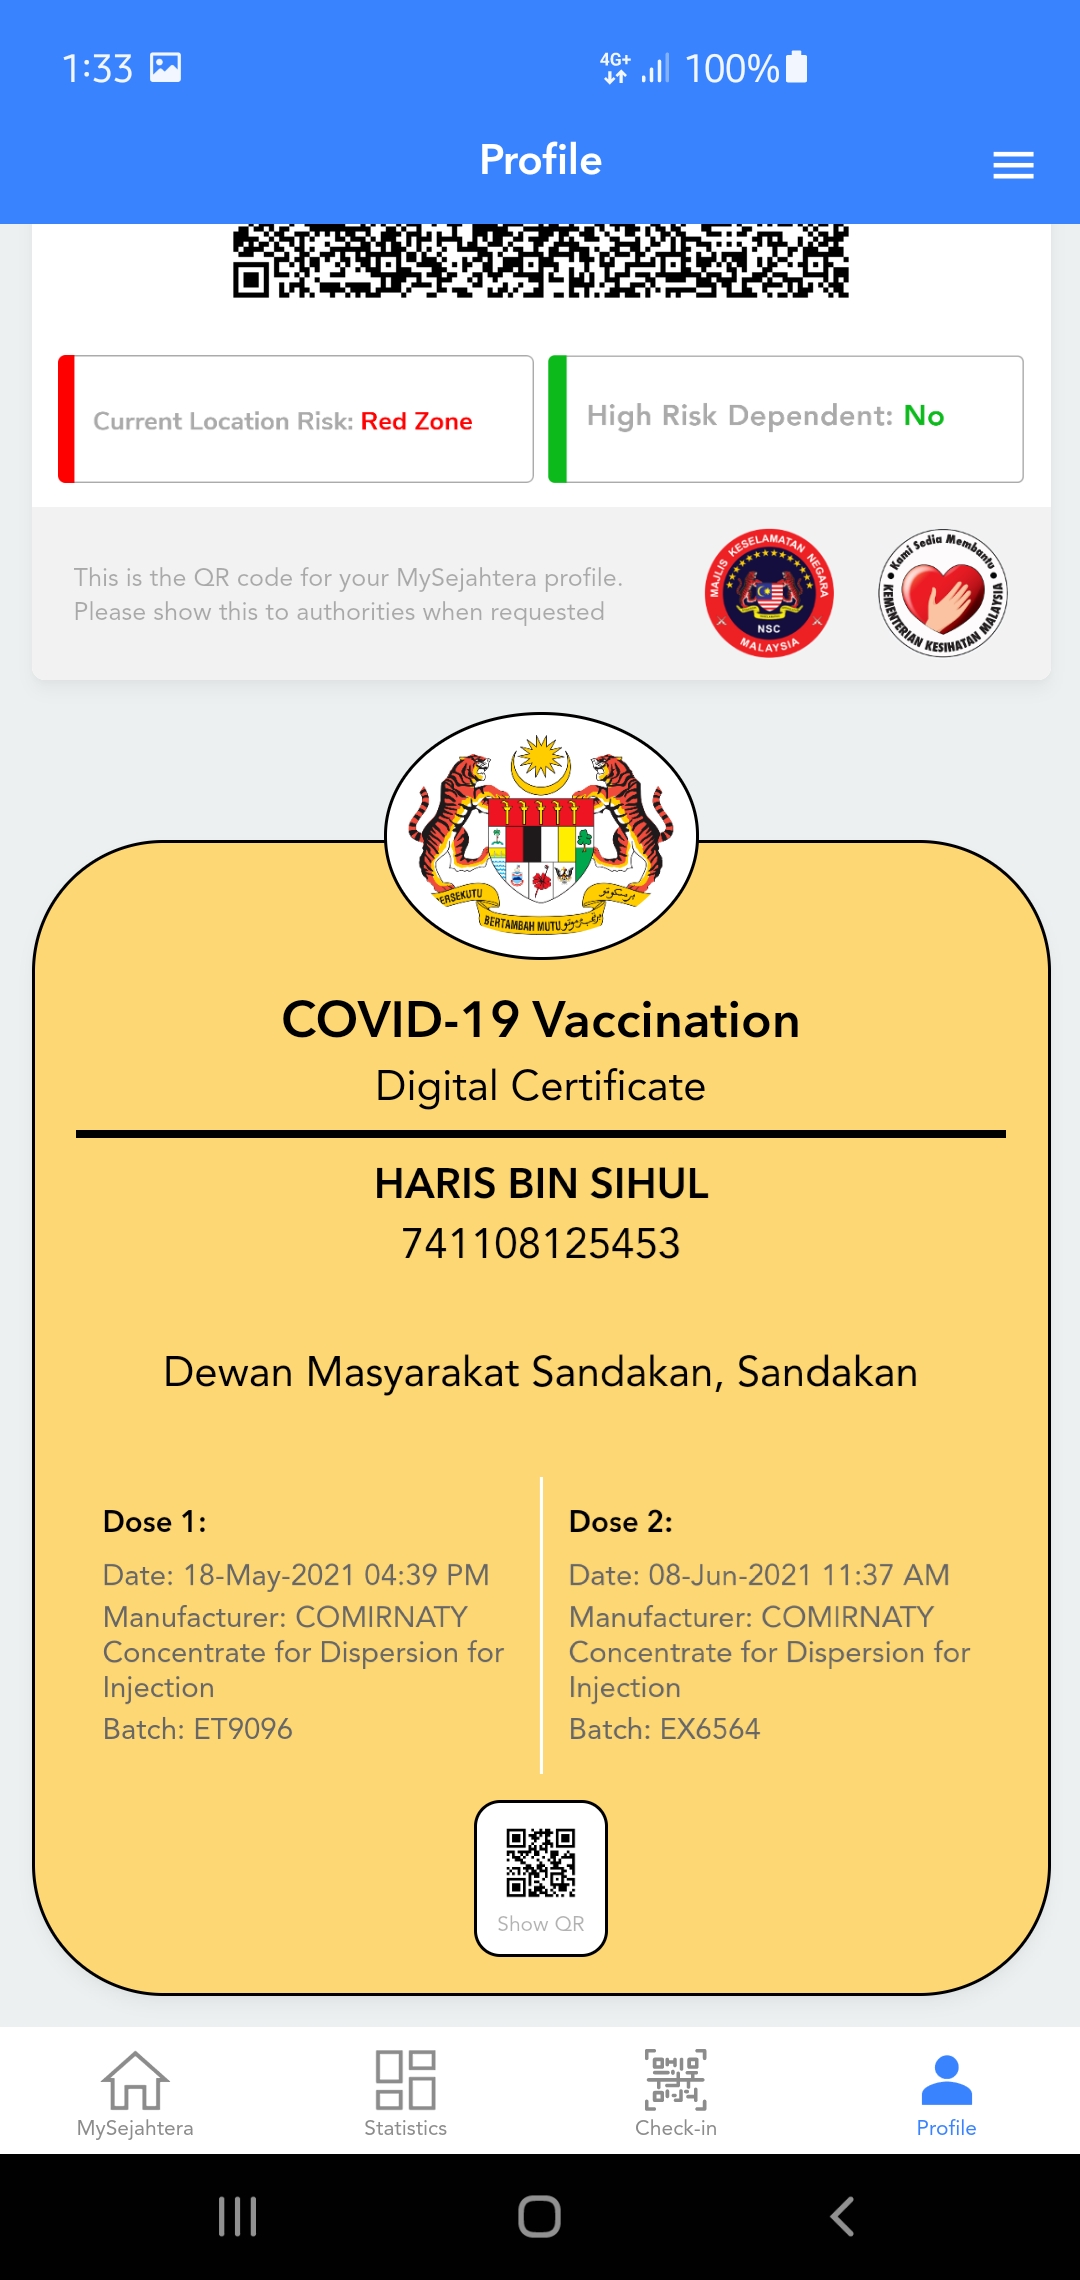 1:33
4G+
100%
Profile
Current Location Risk: Red Zone
High Risk Dependent: No
This is the QR code for your MySejahtera profile.
Please show this to authorities when requested
MAJLIS KESELAMATAN NEGARA
NSC
MALAYSIA
Kami Sedia Membantu
KEMENTERIAN KESIHATAN MALAYSIA
ERSEKUTU
BERTAMBAH MUTU
COVID-19 Vaccination
Digital Certificate
HARIS BIN SIHUL
741108125453
Dewan Masyarakat Sandakan, Sandakan
Dose 1:
Date: 18-May-2021 04:39 PM
Manufacturer: COMIRNATY
Concentrate for Dispersion for
Injection
Batch: ET9096
Dose 2:
Date: 08-Jun-2021 11:37 AM
Manufacturer: COMIRNATY
Concentrate for Dispersion for
Injection
Batch: EX6564
Show QR
MySejahtera
Statistics
Check-in
Profile